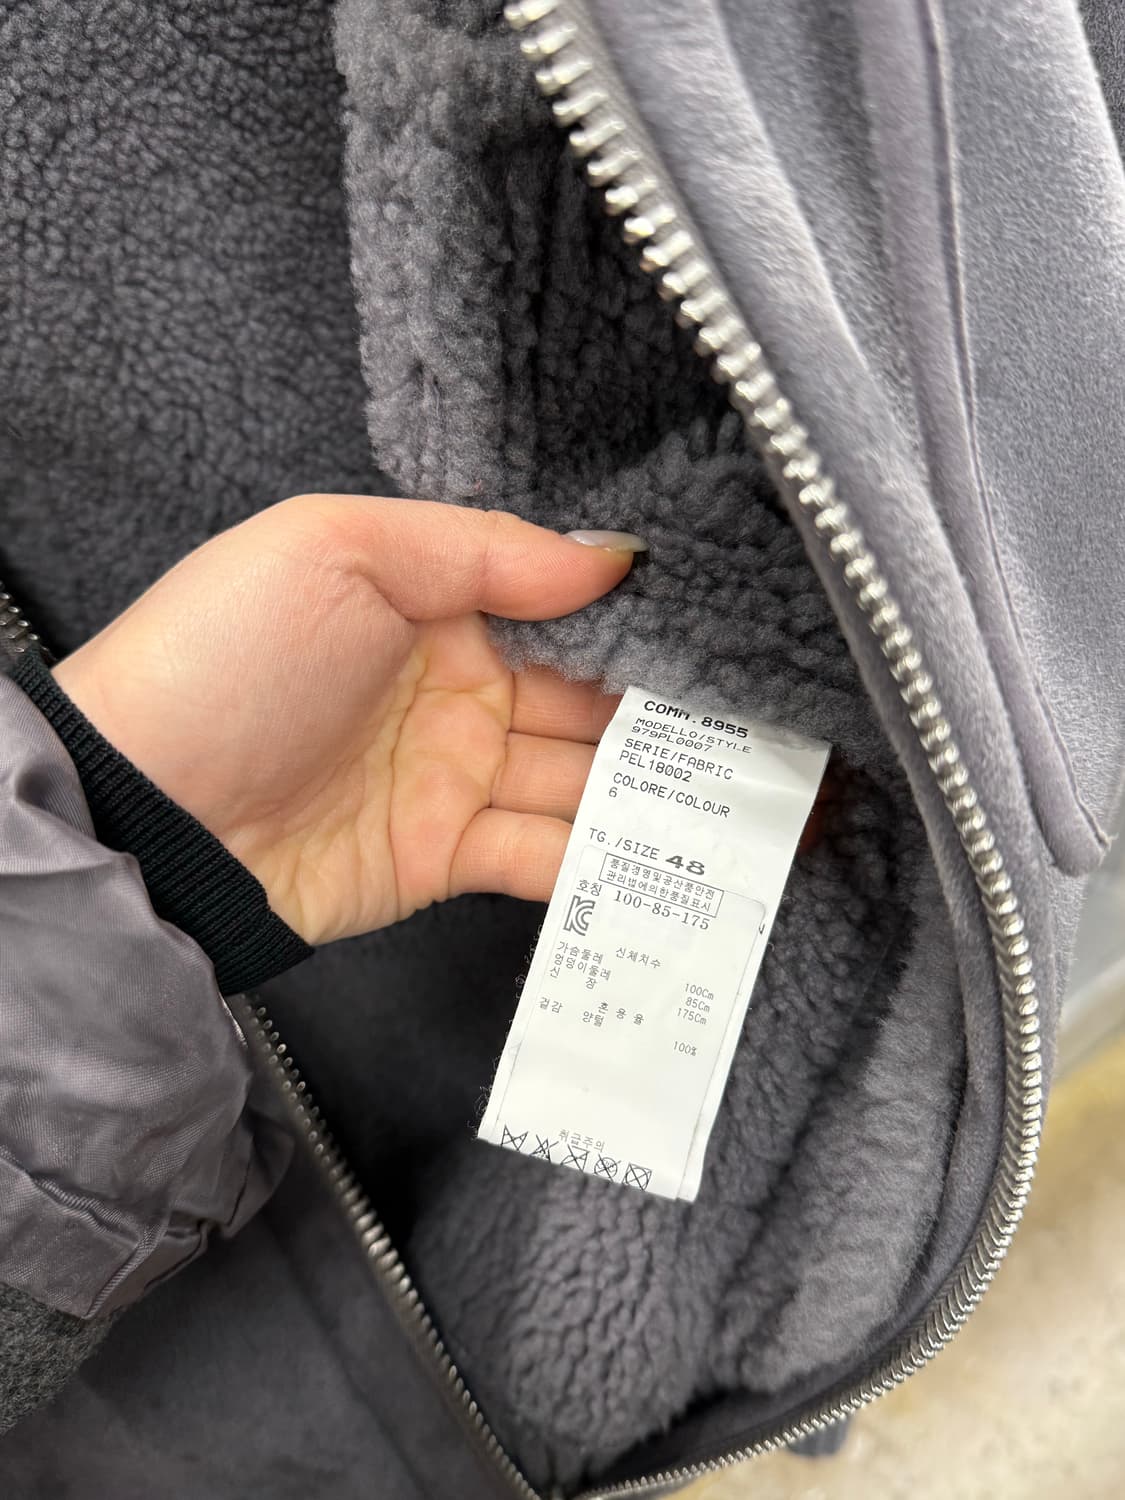 COMM. 8955
MODELLO/STYLE
979PL0007
SERIE/FABRIC
PEL18002
COLORE/COLOUR
6
TG./SIZE 48
품질경영및공산품안전
관리법에의한품질표시
호칭 100-85-175
KC
신체치수
가슴둘레 100Cm
엉덩이둘레 85Cm
신 장 175Cm
혼 용 율
겉감 양털 100%
취급주의